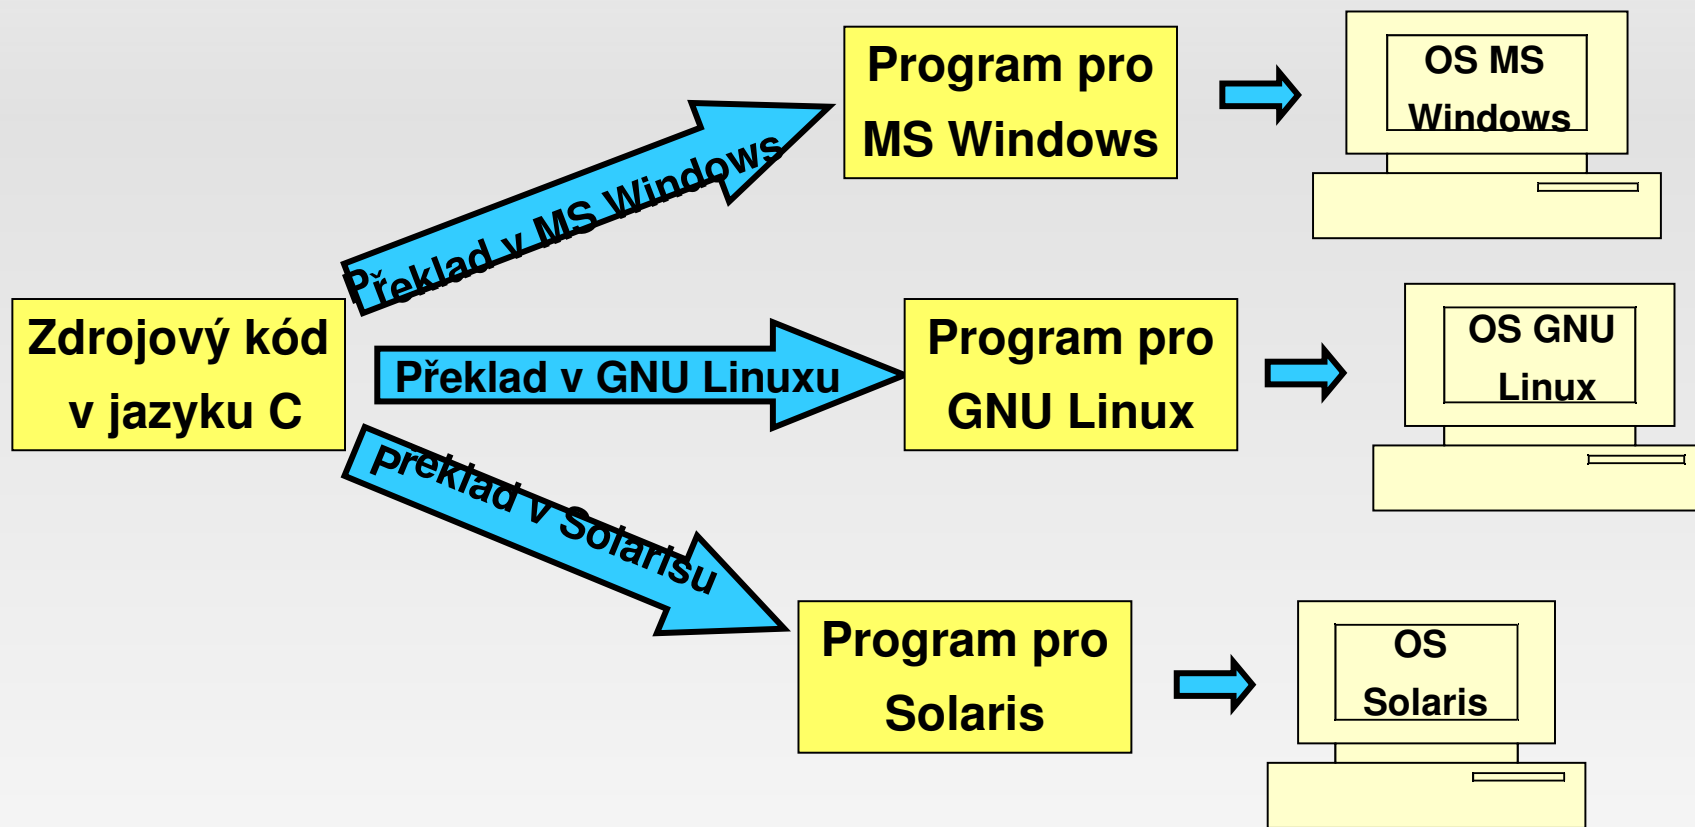 Program pro
MS Windows
OS MS
Windows
Překlad v MS Windows
Zdrojový kód
v jazyku C
Překlad v GNU Linuxu
Program pro
GNU Linux
OS GNU
Linux
Překlad v Solarisu
Program pro
Solaris
OS
Solaris